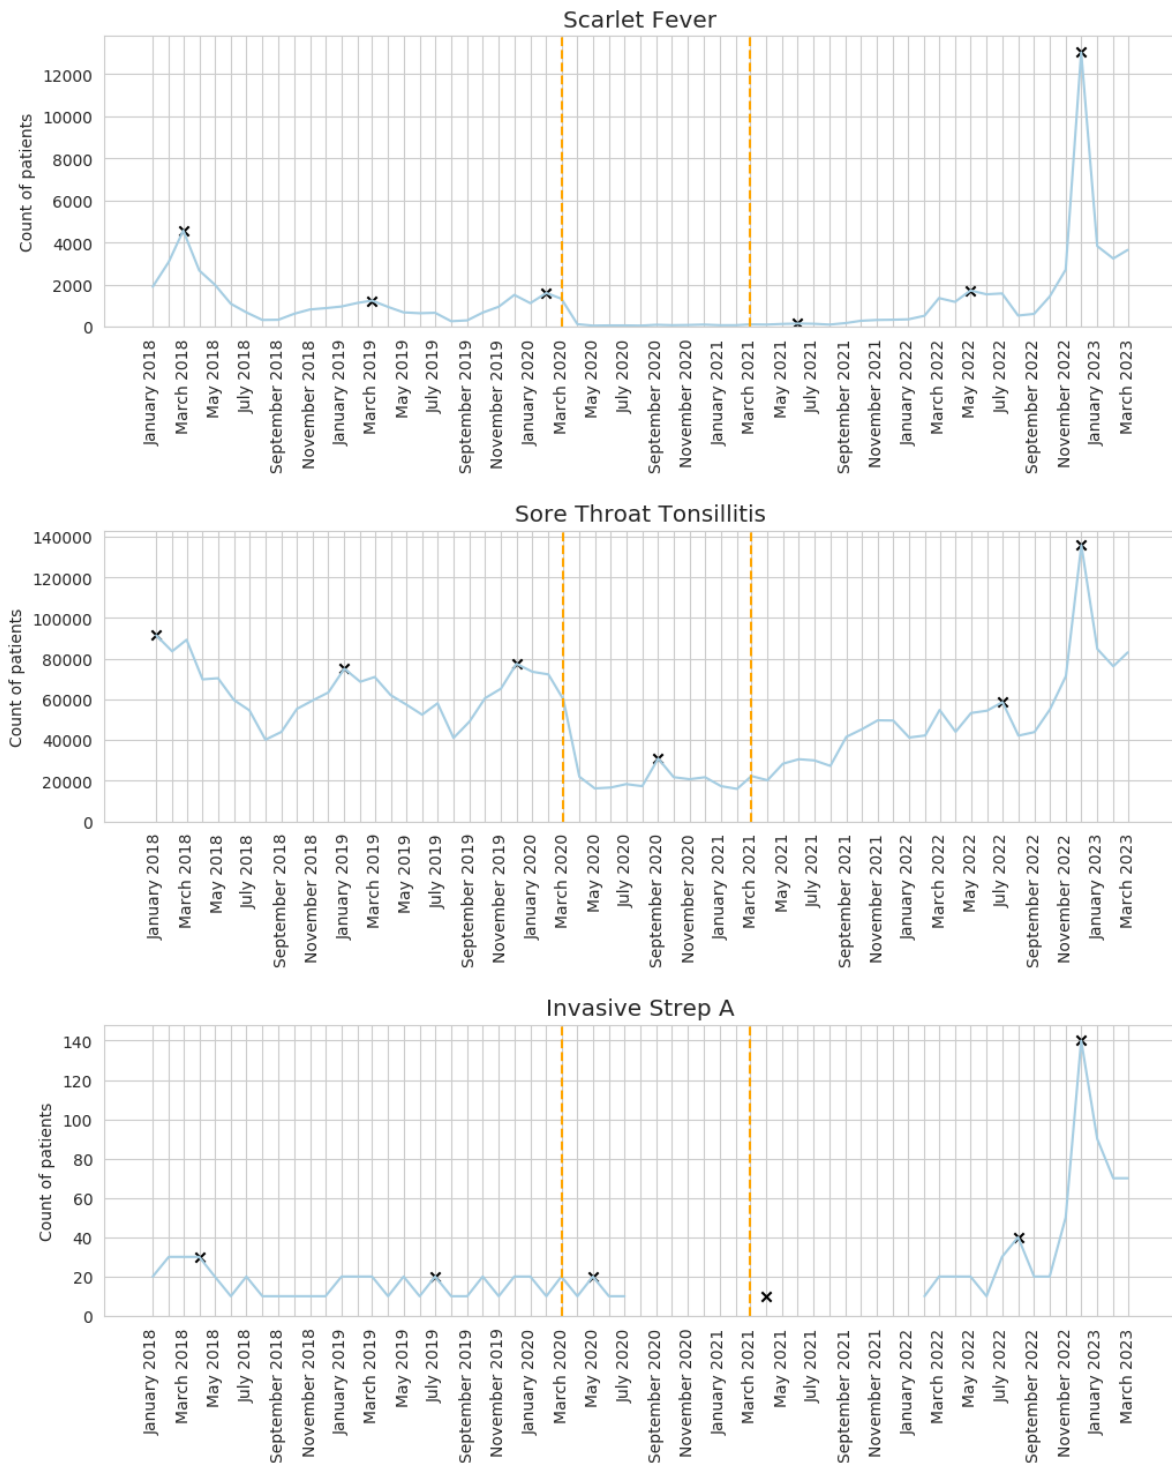 Scarlet Fever
Count of patients
12000
10000
8000
6000
4000
2000
0
January 2018
March 2018
May 2018
July 2018
September 2018
November 2018
January 2019
March 2019
May 2019
July 2019
September 2019
November 2019
January 2020
March 2020
May 2020
July 2020
September 2020
November 2020
January 2021
March 2021
May 2021
July 2021
September 2021
November 2021
January 2022
March 2022
May 2022
July 2022
September 2022
November 2022
January 2023
March 2023
Sore Throat Tonsillitis
Count of patients
140000
120000
100000
80000
60000
40000
20000
0
January 2018
March 2018
May 2018
July 2018
September 2018
November 2018
January 2019
March 2019
May 2019
July 2019
September 2019
November 2019
January 2020
March 2020
May 2020
July 2020
September 2020
November 2020
January 2021
March 2021
May 2021
July 2021
September 2021
November 2021
January 2022
March 2022
May 2022
July 2022
September 2022
November 2022
January 2023
March 2023
Invasive Strep A
Count of patients
140
120
100
80
60
40
20
0
January 2018
March 2018
May 2018
July 2018
September 2018
November 2018
January 2019
March 2019
May 2019
July 2019
September 2019
November 2019
January 2020
March 2020
May 2020
July 2020
September 2020
November 2020
January 2021
March 2021
May 2021
July 2021
September 2021
November 2021
January 2022
March 2022
May 2022
July 2022
September 2022
November 2022
January 2023
March 2023